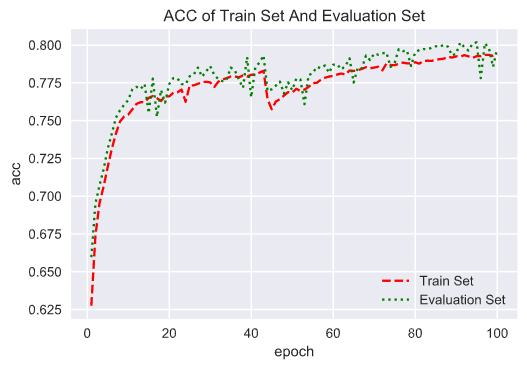 ACC of Train Set And Evaluation Set
0.800
0.775
0.750
0.725
0.700
0.675
0.650
0.625
acc
0
20
40
60
80
100
epoch
Train Set
Evaluation Set